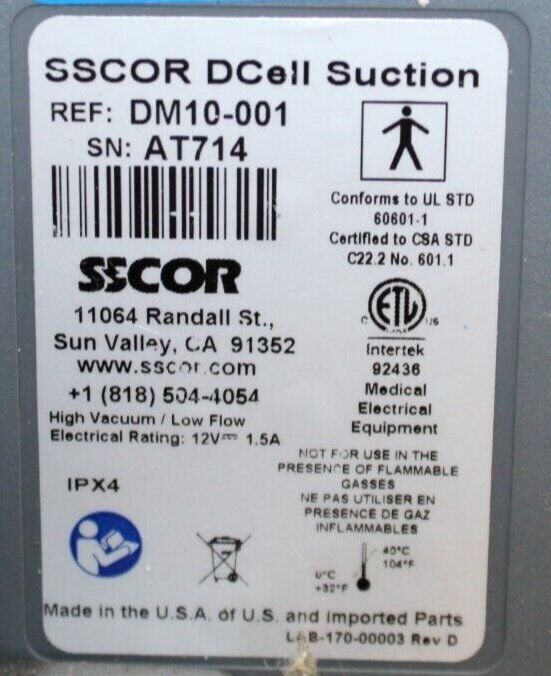 SSCOR DCell Suction
REF: DM10-001
SN: AT714
SSCOR
11064 Randall St.,
Sun Valley, CA 91352
www.sscor.com
+1 (818) 504-4054
High Vacuum / Low Flow
Electrical Rating: 12V⎓ 1.5A
IPX4
Conforms to UL STD
60601-1
Certified to CSA STD
C22.2 No. 601.1
ETL
C US
Intertek
92436
Medical
Electrical
Equipment
NOT FOR USE IN THE
PRESENCE OF FLAMMABLE
GASSES
NE PAS UTILISER EN
PRESENCE DE GAZ
INFLAMMABLES
40°C
104°F
0°C
+32°F
Made in the U.S.A. of U.S. and Imported Parts
LAB-170-00003 Rev D